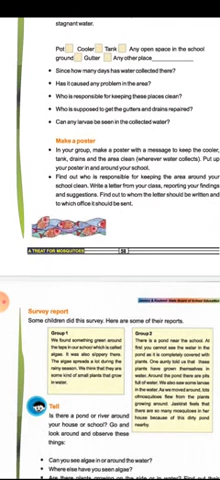 stagnant water.
Pot Cooler Tank Any open space in the school
ground Gutter Any other place
• Since how many days has water collected there?
• Has it caused any problem in the area?
• Who is responsible for keeping these places clean?
• Who is supposed to get the gutters and drains repaired?
• Can any larvae be seen in the collected water?
Make a poster
• In your group, make a poster with a message to keep the cooler,
tank, drains and the area clean (wherever water collects). Put up
your poster in and around your school.
• Find out who is responsible for keeping the area around your
school clean. Write a letter from your class, reporting your findings
and suggestions. Find out to whom the letter should be written and
to which office it should be sent.
A TREAT FOR MOSQUITOES
Survey report
Some children did this survey. Here are some of their reports.
Group 1
We found something green around
the taps in our school which is called
algae. It was also slippery there.
The algae spreads a lot during the
rainy season. We think that they are
some kind of small plants that grow
in water.
Group 2
There is a pond near the school. At
first you cannot see the water in the
pond as it is completely covered with
plants. One aunty told us that these
plants have grown themselves in
water. Around the pond there are pits
full of water. We also saw some larvae
in the water. As we moved around, lots
of mosquitoes flew from the plants
growing around. Jaskirat feels that
there are so many mosquitoes in her
house because of this dirty pond
nearby.
Tell
Is there a pond or river around
your house or school? Go and
look around and observe these
things:
• Can you see algae in or around the water?
• Where else have you seen algae?